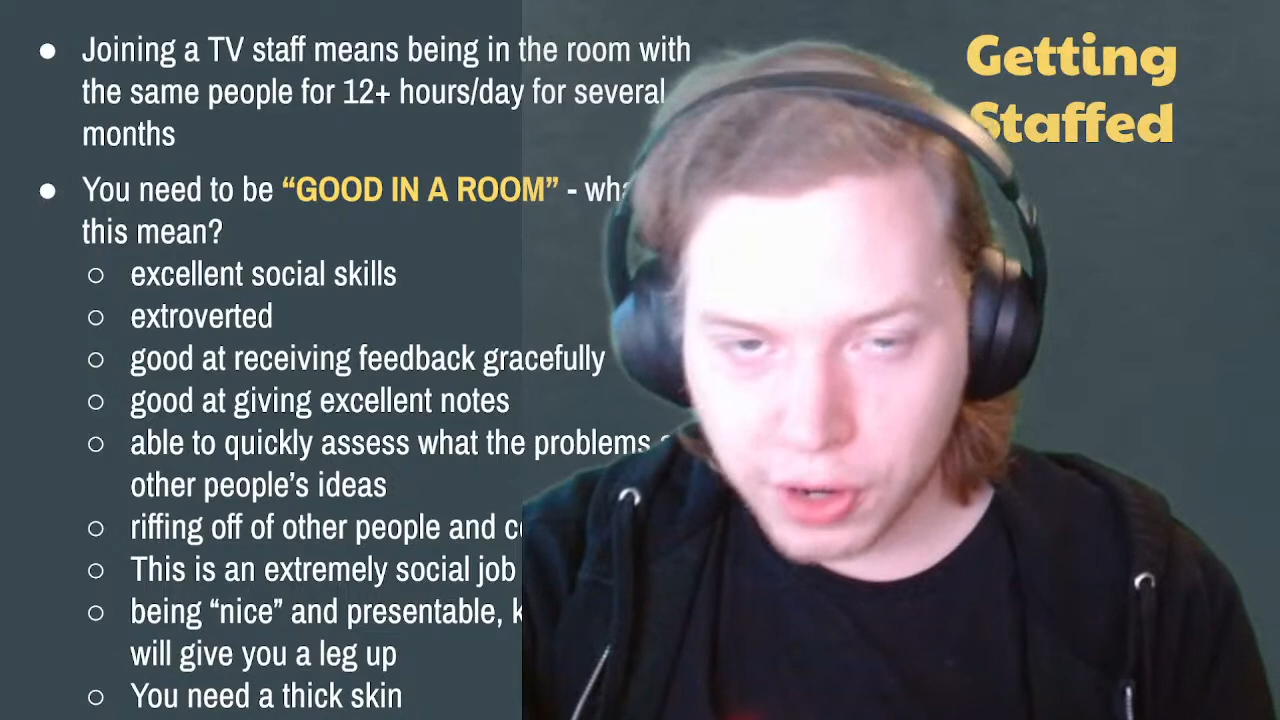 Getting
Staffed
● Joining a TV staff means being in the room with
the same people for 12+ hours/day for several
months
● You need to be “GOOD IN A ROOM” - 
this mean?
○ excellent social skills
○ extroverted
○ good at receiving feedback gracefully
○ good at giving excellent notes
○ able to quickly assess what the problems
other people’s ideas
○ riffing off of other people and
○ This is an extremely social job
○ being “nice” and presentable,
will give you a leg up
○ You need a thick skin